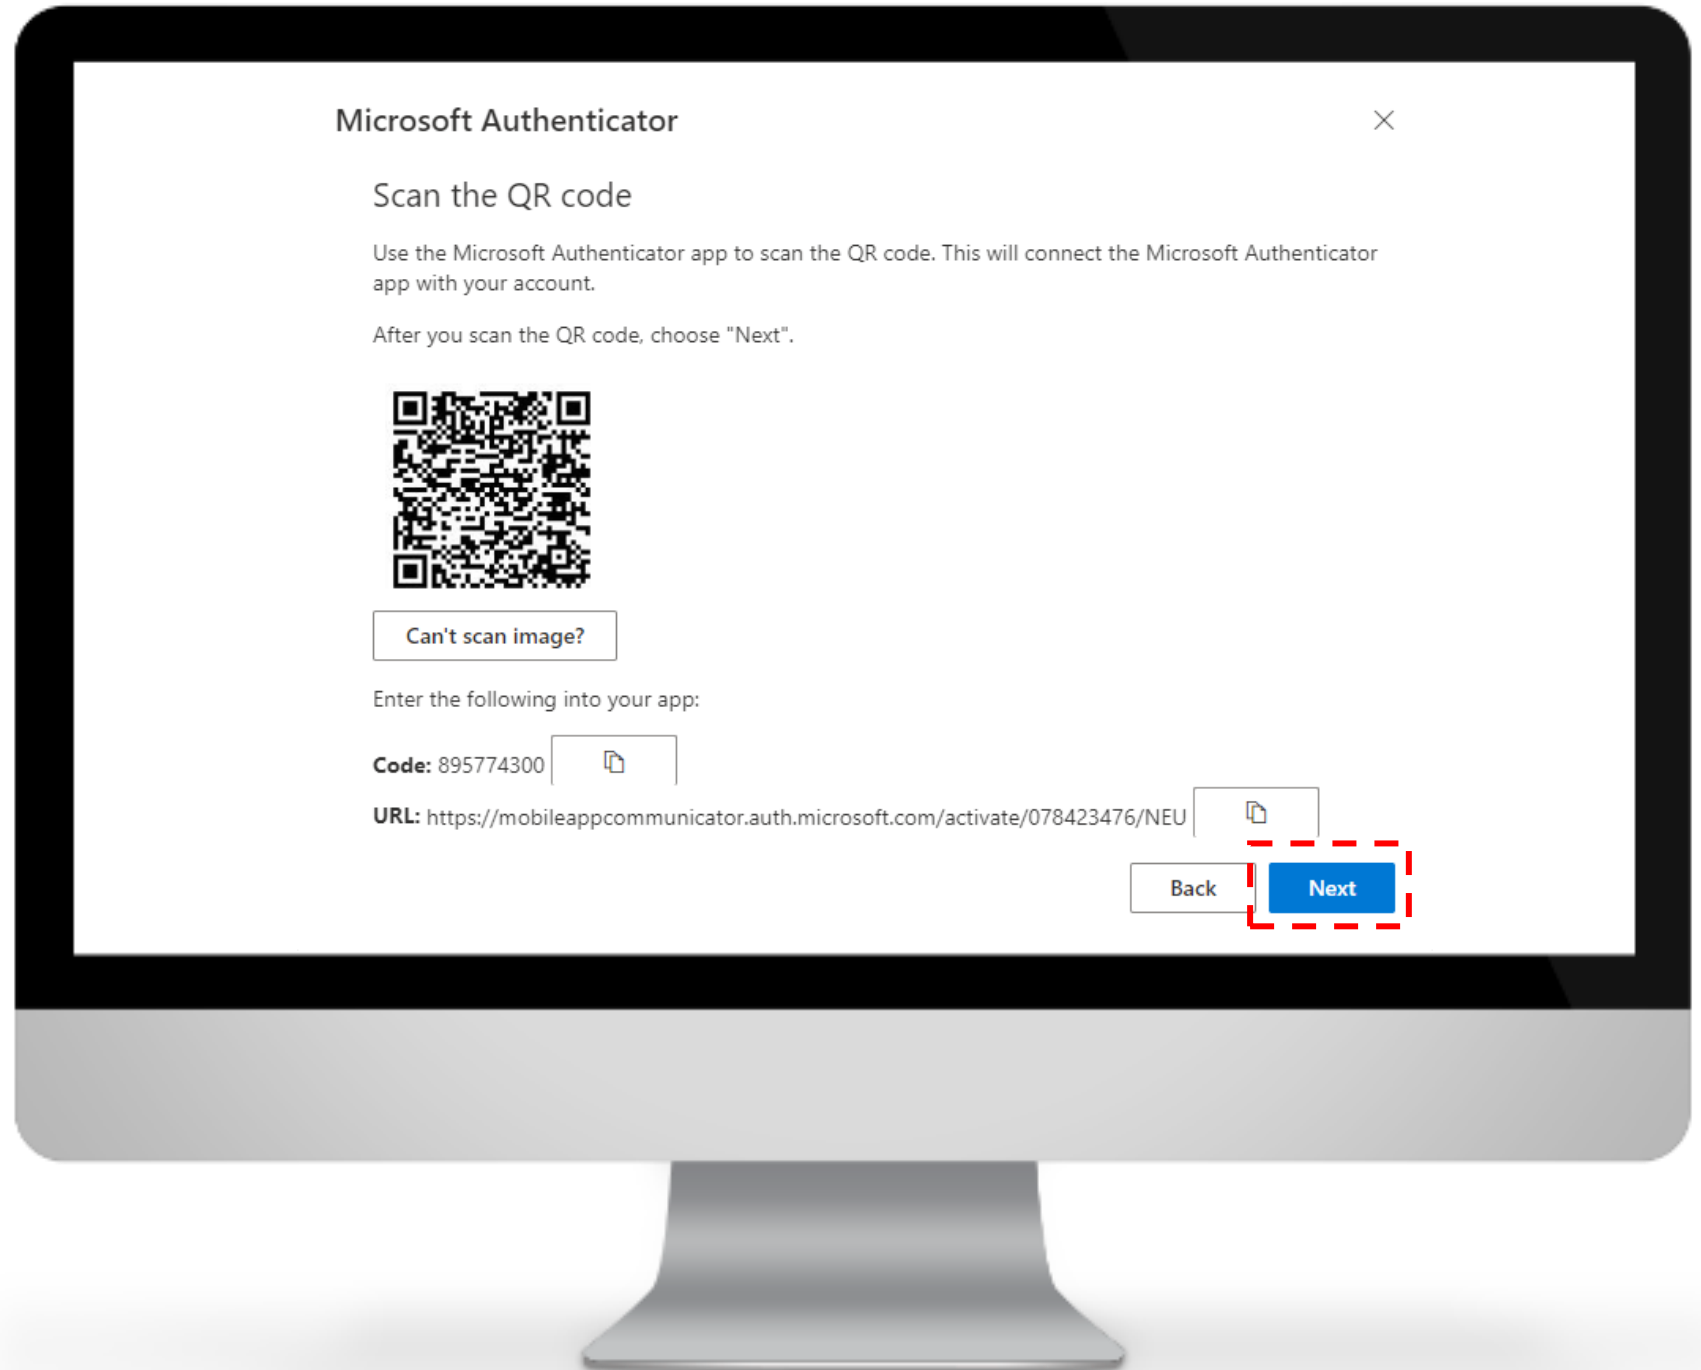 Microsoft Authenticator
Scan the QR code
Use the Microsoft Authenticator app to scan the QR code. This will connect the Microsoft Authenticator
app with your account.
After you scan the QR code, choose "Next".
Can't scan image?
Enter the following into your app:
Code: 895774300
URL: https://mobileappcommunicator.auth.microsoft.com/activate/078423476/NEU
Back Next